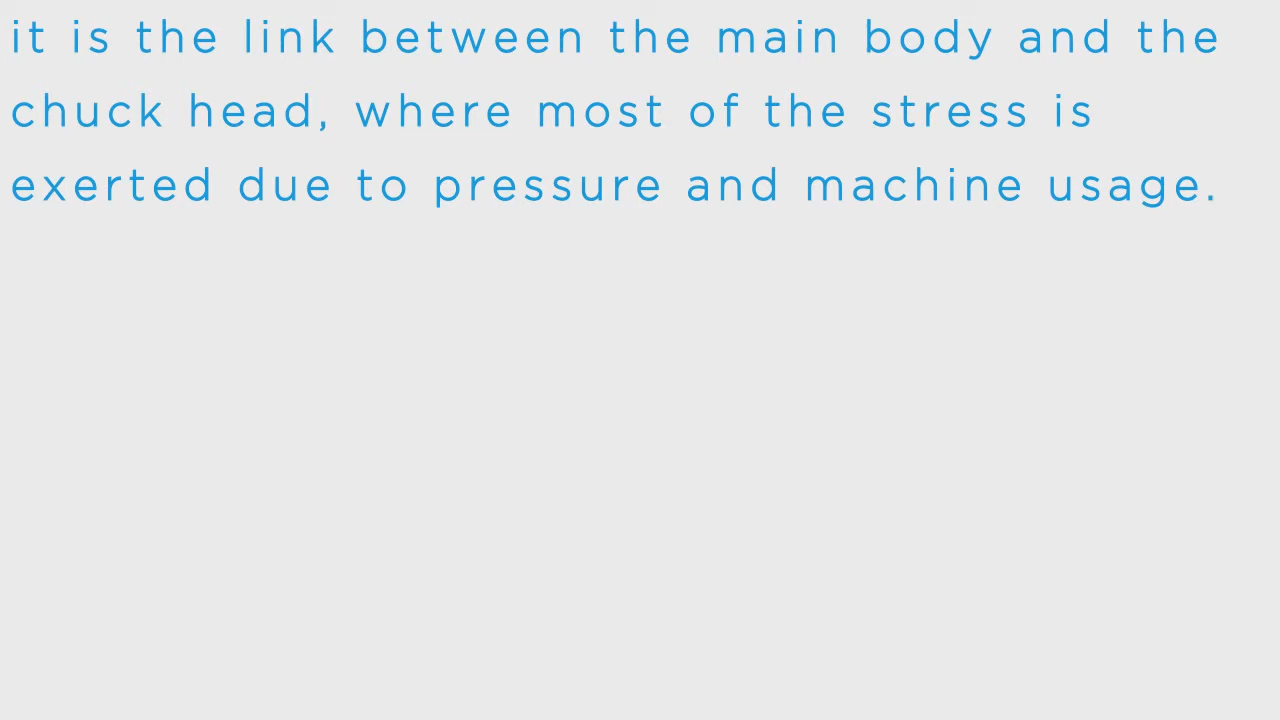 it is the link between the main body and the
chuck head, where most of the stress is
exerted due to pressure and machine usage.